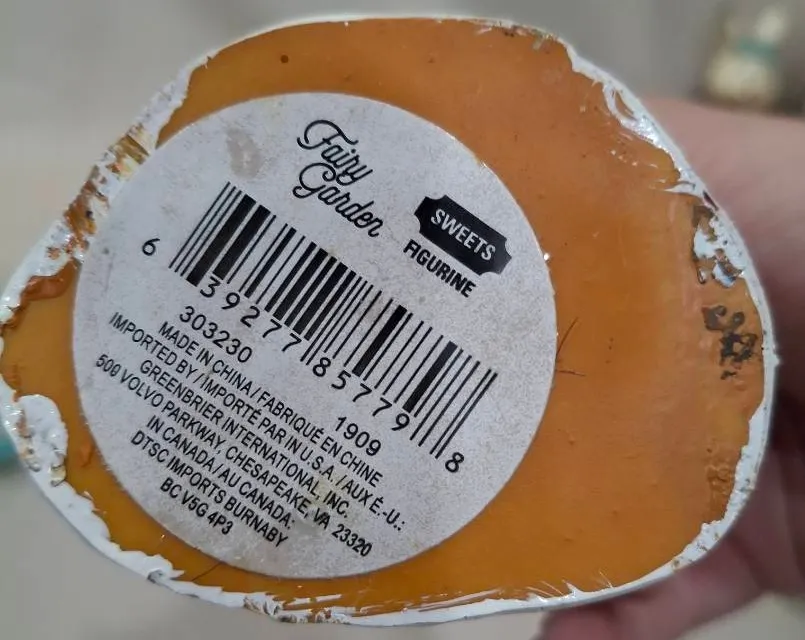 Fairy
Garden
SWEETS
FIGURINE
6 39277 85779 8
303230 1909
MADE IN CHINA / FABRIQUÉ EN CHINE
IMPORTED BY / IMPORTÉ PAR IN U.S.A. / AUX É.-U.:
GREENBRIER INTERNATIONAL, INC.
500 VOLVO PARKWAY, CHESAPEAKE, VA 23320
IN CANADA / AU CANADA:
DTSC IMPORTS BURNABY
BC V5G 4P3